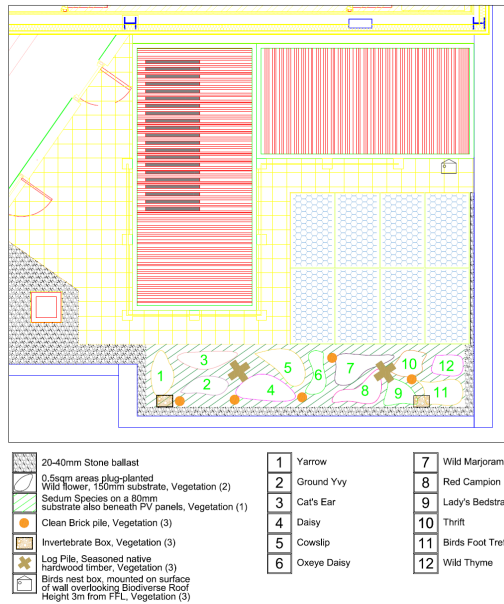 3
1
2
4
5
6
7
8
9
10
11
12
20-40mm Stone ballast
0.5sqm areas plug-planted
Wild flower, 150mm substrate, Vegetation (2)
Sedum Species on a 80mm
substrate also beneath PV panels, Vegetation (1)
Clean Brick pile, Vegetation (3)
Invertebrate Box, Vegetation (3)
Log Pile, Seasoned native
hardwood timber, Vegetation (3)
Birds nest box, mounted on surface
of wall overlooking Biodiverse Roof
Height 3m from FFL, Vegetation (3)
1 Yarrow
2 Ground Yvy
3 Cat's Ear
4 Daisy
5 Cowslip
6 Oxeye Daisy
7 Wild Marjoram
8 Red Campion
9 Lady's Bedstra
10 Thrift
11 Birds Foot Tref
12 Wild Thyme